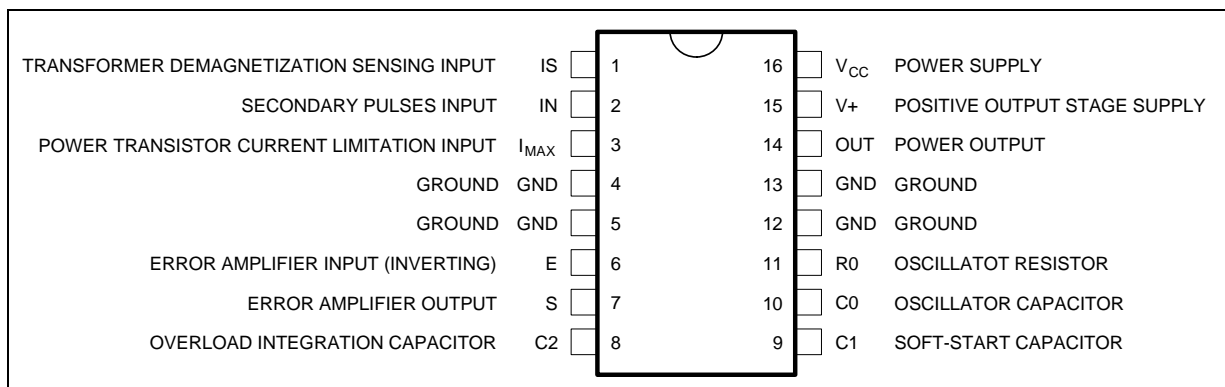 TRANSFORMER DEMAGNETIZATION SENSING INPUT IS 1 16 VCC POWER SUPPLY
SECONDARY PULSES INPUT IN 2 15 V+ POSITIVE OUTPUT STAGE SUPPLY
POWER TRANSISTOR CURRENT LIMITATION INPUT IMAX 3 14 OUT POWER OUTPUT
GROUND GND 4 13 GND GROUND
GROUND GND 5 12 GND GROUND
ERROR AMPLIFIER INPUT (INVERTING) E 6 11 R0 OSCILLATOT RESISTOR
ERROR AMPLIFIER OUTPUT S 7 10 C0 OSCILLATOR CAPACITOR
OVERLOAD INTEGRATION CAPACITOR C2 8 9 C1 SOFT-START CAPACITOR